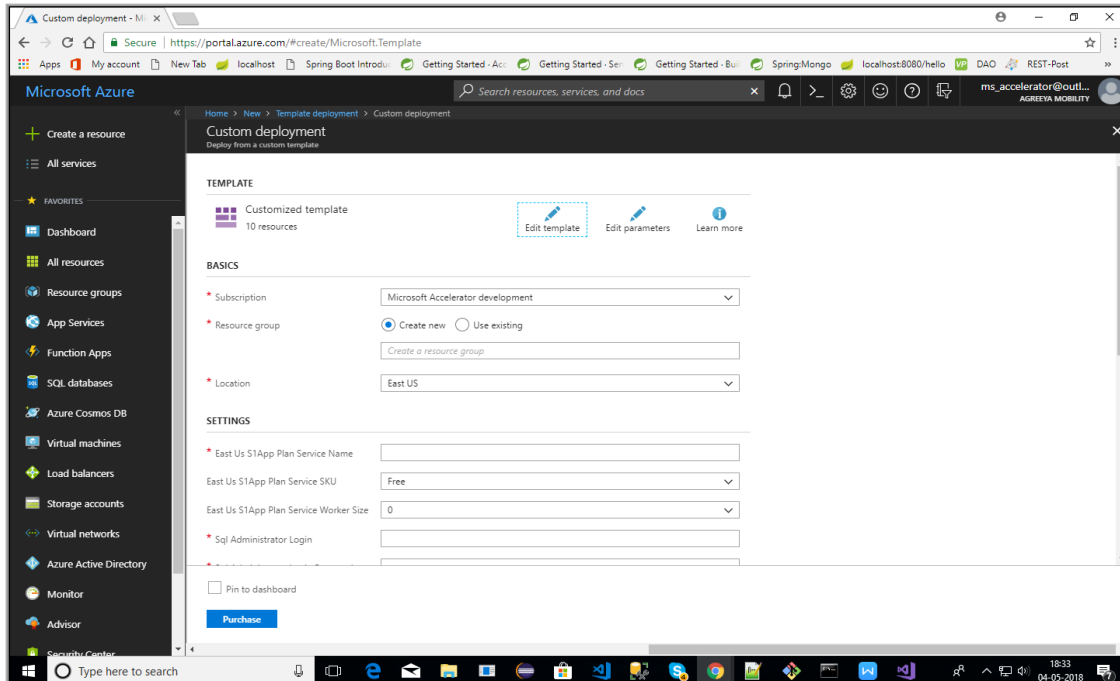 Custom deployment - Mi
Secure | https://portal.azure.com/#create/Microsoft.Template
Apps My account New Tab localhost Spring Boot Introduc Getting Started · Acc Getting Started · Ser Getting Started · Buil Spring:Mongo localhost:8080/hello VP DAO REST-Post »
Microsoft Azure Search resources, services, and docs ms_accelerator@outl...
AGREEYA MOBILITY
Home > New > Template deployment > Custom deployment
Custom deployment
Deploy from a custom template
Create a resource
All services
FAVORITES
Dashboard
All resources
Resource groups
App Services
Function Apps
SQL databases
Azure Cosmos DB
Virtual machines
Load balancers
Storage accounts
Virtual networks
Azure Active Directory
Monitor
Advisor
Security Center
TEMPLATE
Customized template
10 resources
Edit template Edit parameters Learn more
BASICS
* Subscription Microsoft Accelerator development
* Resource group Create new Use existing
Create a resource group
* Location East US
SETTINGS
* East Us S1App Plan Service Name
East Us S1App Plan Service SKU Free
East Us S1App Plan Service Worker Size 0
* Sql Administrator Login
Pin to dashboard
Purchase
Type here to search
18:33
04-05-2018